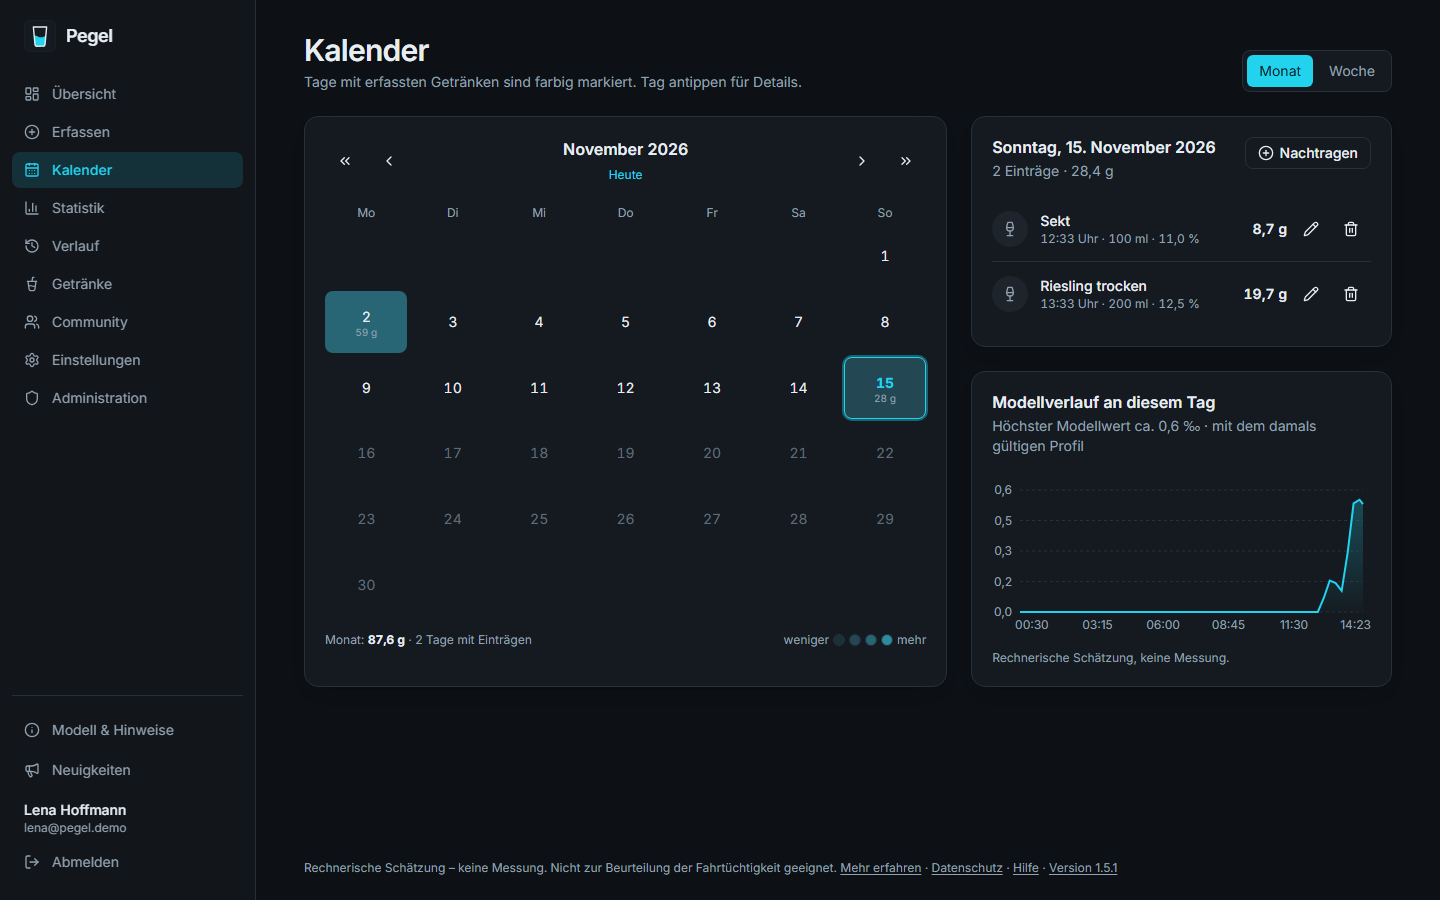 Pegel
Übersicht
Erfassen
Kalender
Statistik
Verlauf
Getränke
Community
Einstellungen
Administration
Modell & Hinweise
Neuigkeiten
Lena Hoffmann
lena@pegel.demo
Abmelden
Kalender
Tage mit erfassten Getränken sind farbig markiert. Tag antippen für Details.
Monat Woche
November 2026
Heute
Mo Di Mi Do Fr Sa So
1
2 3 4 5 6 7 8
59 g
9 10 11 12 13 14 15
28 g
16 17 18 19 20 21 22
23 24 25 26 27 28 29
30
Monat: 87,6 g · 2 Tage mit Einträgen weniger mehr
Sonntag, 15. November 2026
Nachtragen
2 Einträge · 28,4 g
Sekt
12:33 Uhr · 100 ml · 11,0 %
8,7 g
Riesling trocken
13:33 Uhr · 200 ml · 12,5 %
19,7 g
Modellverlauf an diesem Tag
Höchster Modellwert ca. 0,6 ‰ · mit dem damals
gültigen Profil
0,6
0,5
0,3
0,2
0,0
00:30 03:15 06:00 08:45 11:30 14:23
Rechnerische Schätzung, keine Messung.
Rechnerische Schätzung – keine Messung. Nicht zur Beurteilung der Fahrtüchtigkeit geeignet. Mehr erfahren · Datenschutz · Hilfe · Version 1.5.1